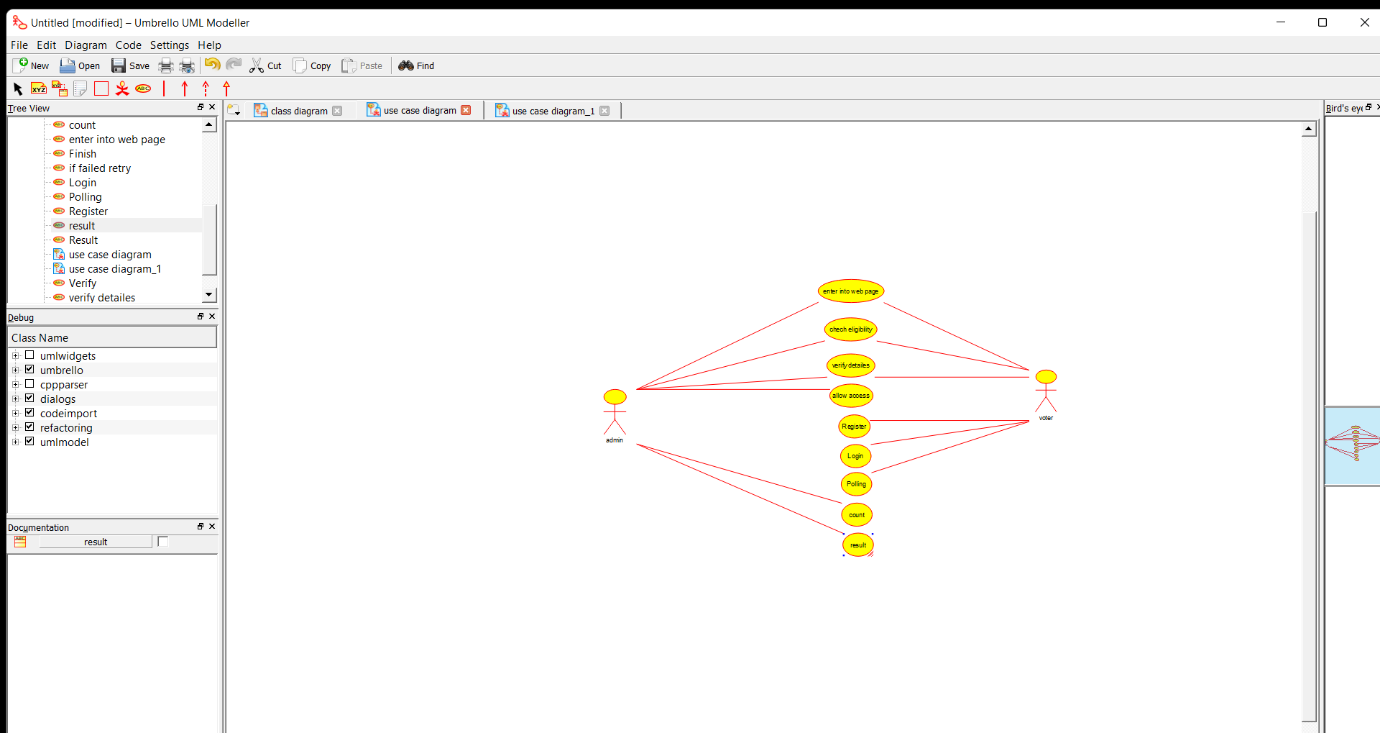 Untitled [modified] – Umbrello UML Modeller
File Edit Diagram Code Settings Help
New Open Save Cut Copy Paste Find
XYZ ABC
Tree View
count
enter into web page
Finish
if failed retry
Login
Polling
Register
result
Result
use case diagram
use case diagram_1
Verify
verify detailes
Debug
Class Name
umlwidgets
umbrello
cppparser
dialogs
codeimport
refactoring
umlmodel
Documentation
result
class diagram use case diagram use case diagram_1
Bird's eye
enter into web page
chech eligibility
verify detailes
allow access
Register
Login
Polling
count
result
admin
voter